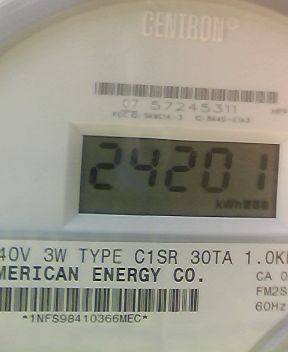 CENTRON®
07 57245311
24201
kWh
40V 3W TYPE C1SR 30TA 1.0K
MERICAN ENERGY CO.
CA 0
FM2S
60Hz
*1NFS98410366MEC*